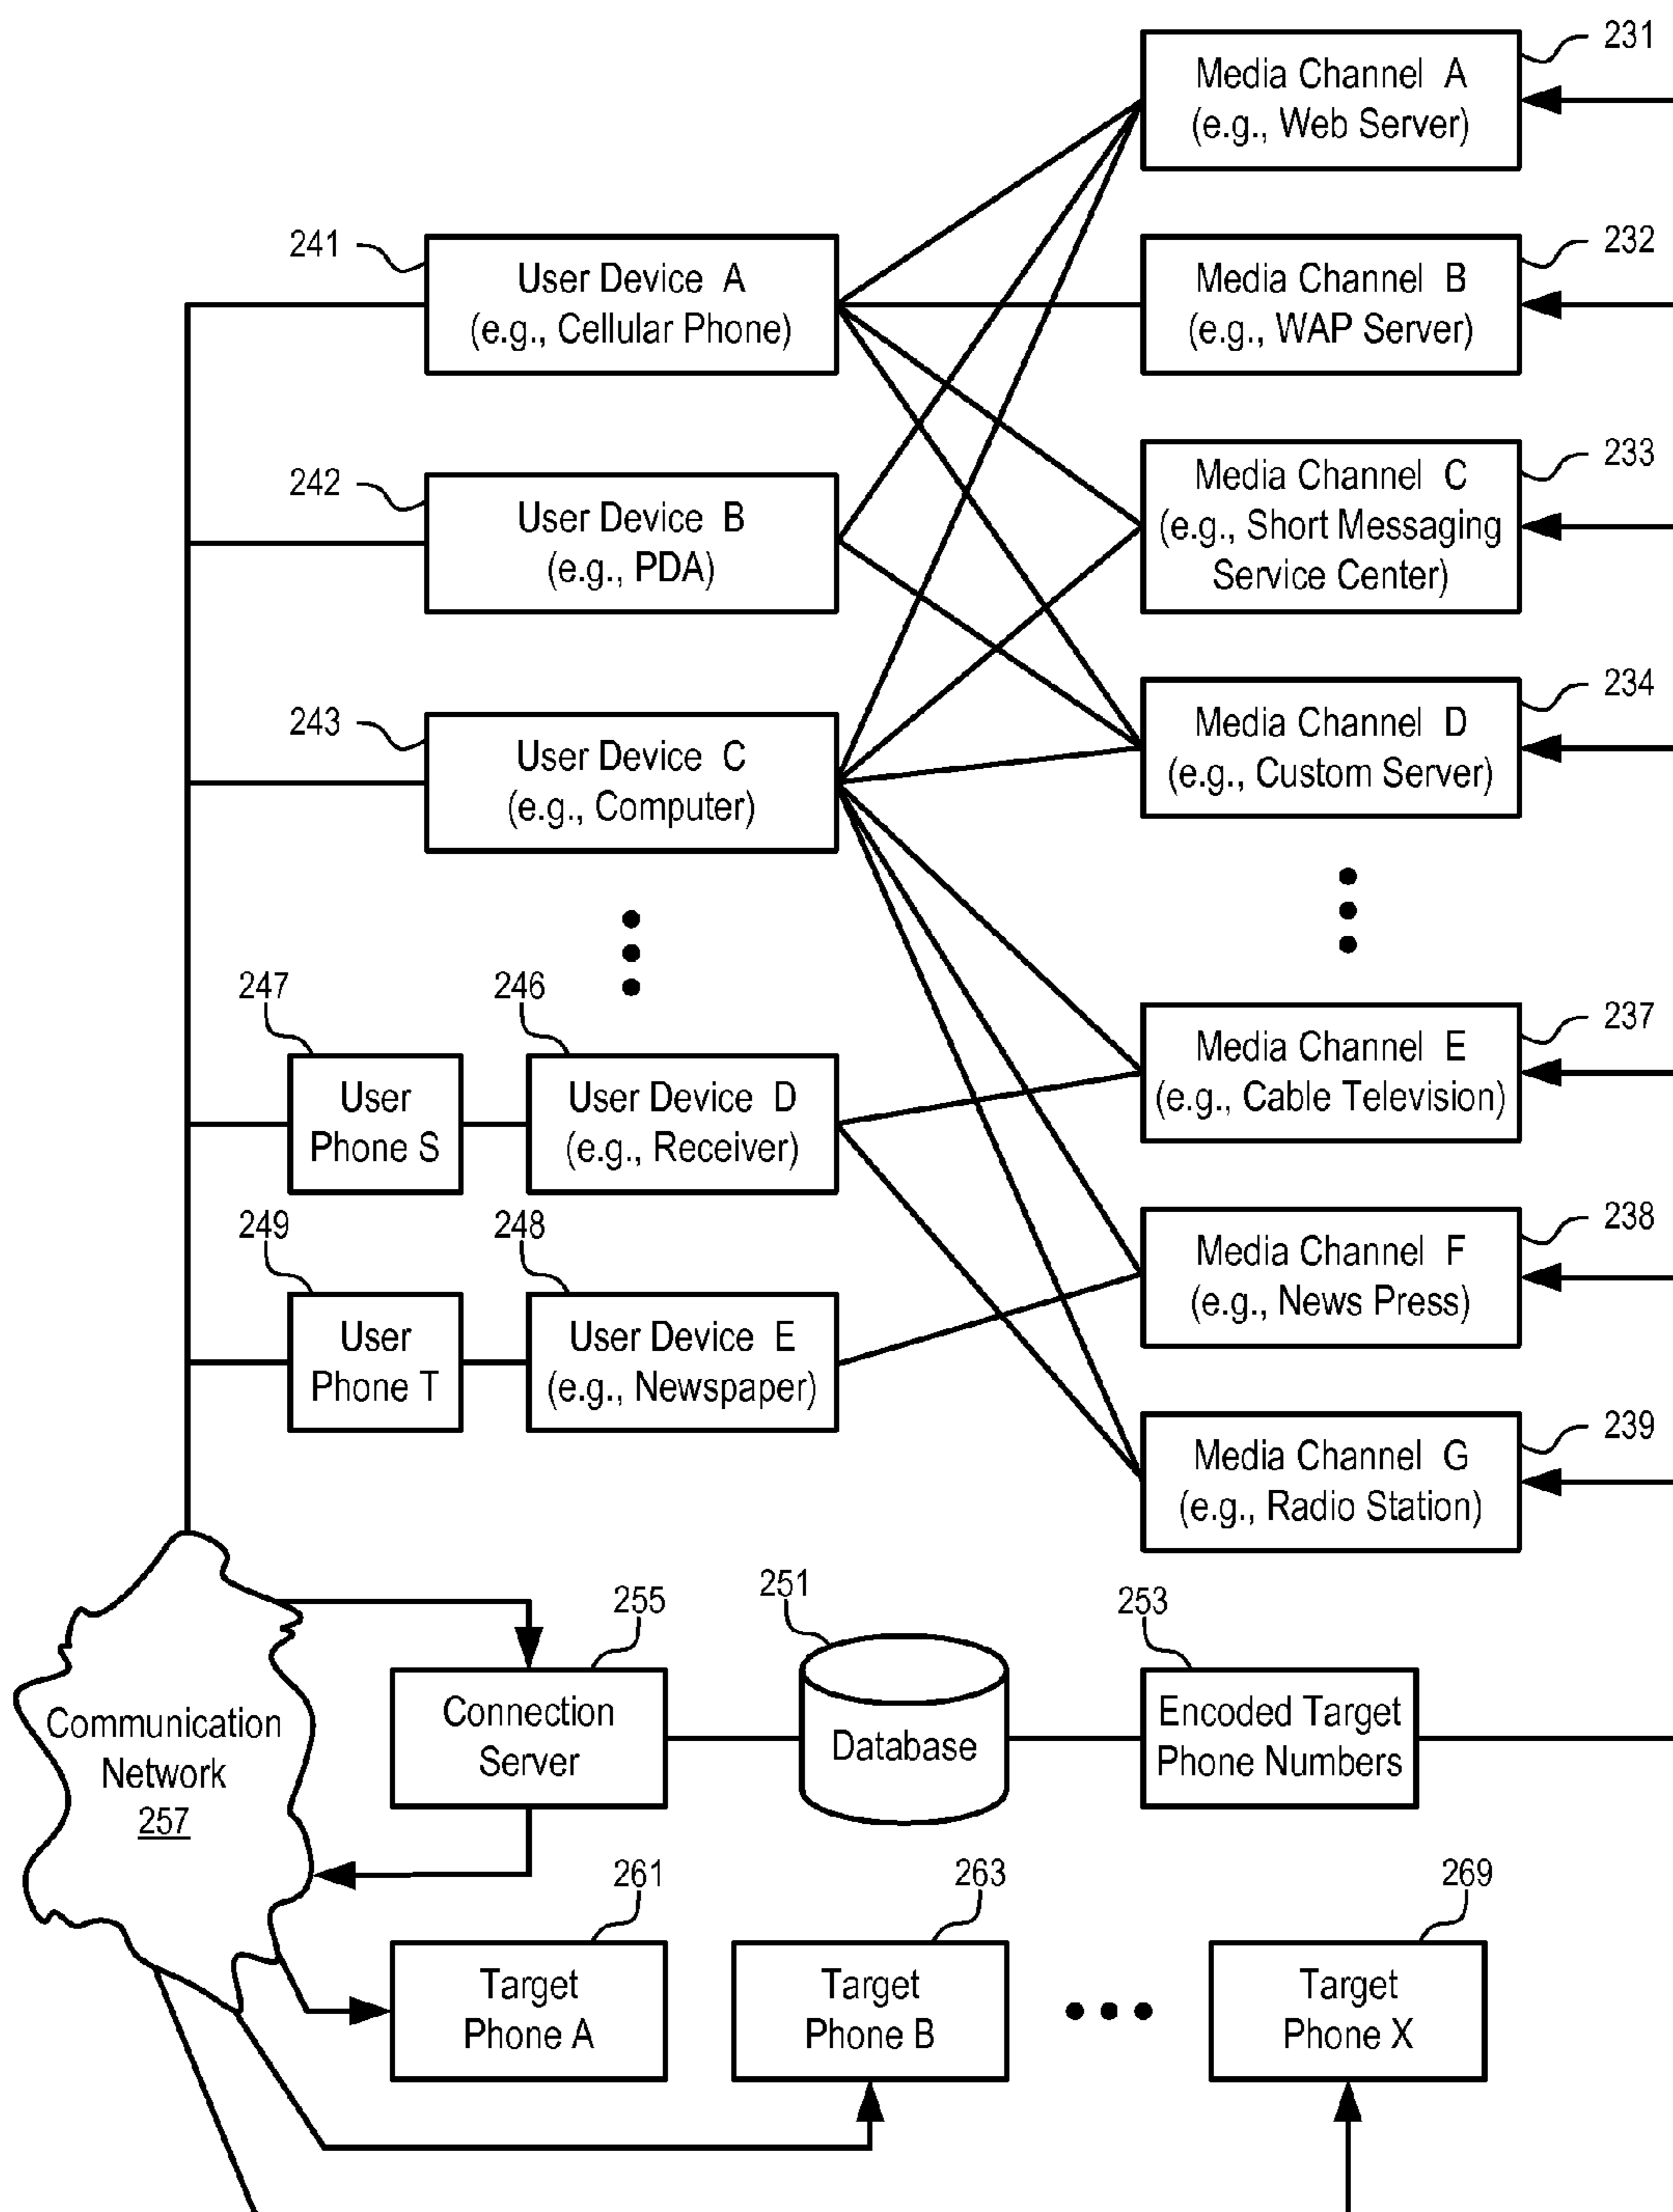 231
Media Channel A
(e.g., Web Server)
241
User Device A
(e.g., Cellular Phone)
232
Media Channel B
(e.g., WAP Server)
242
User Device B
(e.g., PDA)
233
Media Channel C
(e.g., Short Messaging
Service Center)
243
User Device C
(e.g., Computer)
234
Media Channel D
(e.g., Custom Server)
247
User
Phone S
246
User Device D
(e.g., Receiver)
237
Media Channel E
(e.g., Cable Television)
249
User
Phone T
248
User Device E
(e.g., Newspaper)
238
Media Channel F
(e.g., News Press)
239
Media Channel G
(e.g., Radio Station)
Communication
Network
257
255
Connection
Server
251
Database
253
Encoded Target
Phone Numbers
261
Target
Phone A
263
Target
Phone B
269
Target
Phone X